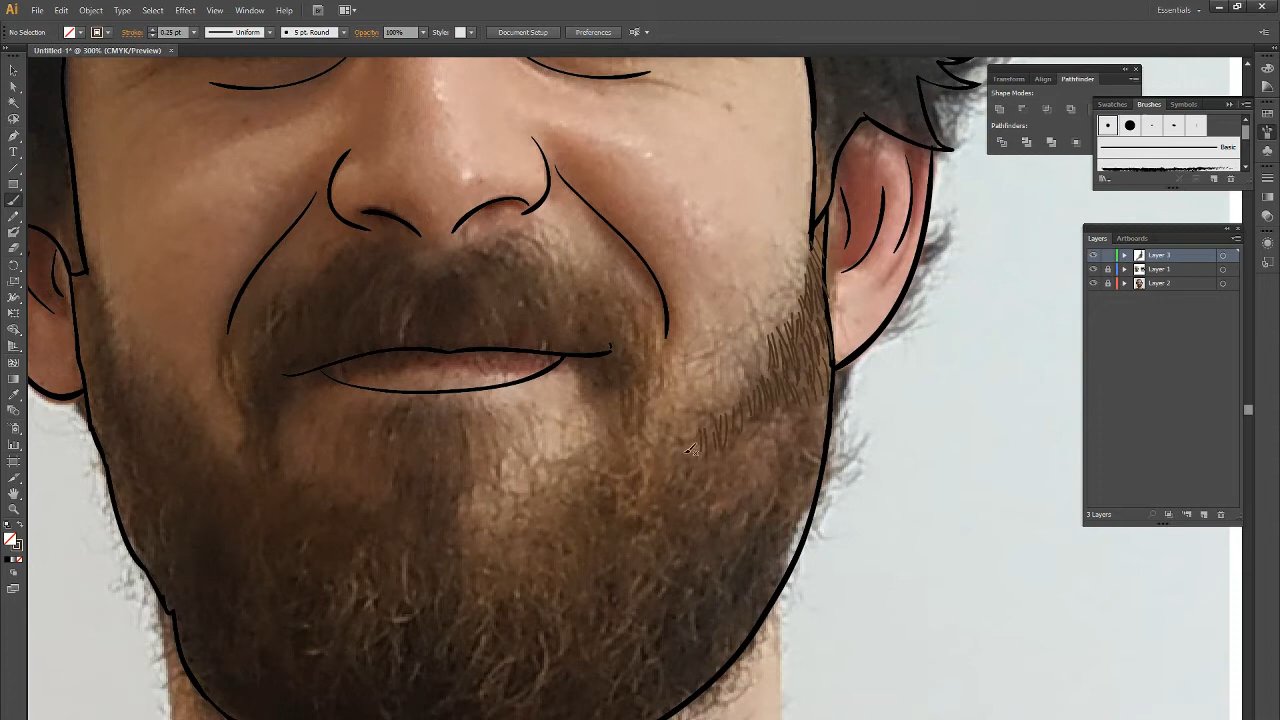 Ai File Edit Object Type Select Effect View Window Help Br Essentials
No Selection Stroke: 0.25 pt Uniform 5 pt. Round Opacity: 100% Style: Document Setup Preferences
Untitled-1* @ 300% (CMYK/Preview) ×
Transform Align Pathfinder
Shape Modes:
Pathfinders:
Swatches Brushes Symbols
Basic
Layers Artboards
Layer 3
Layer 1
Layer 2
3 Layers